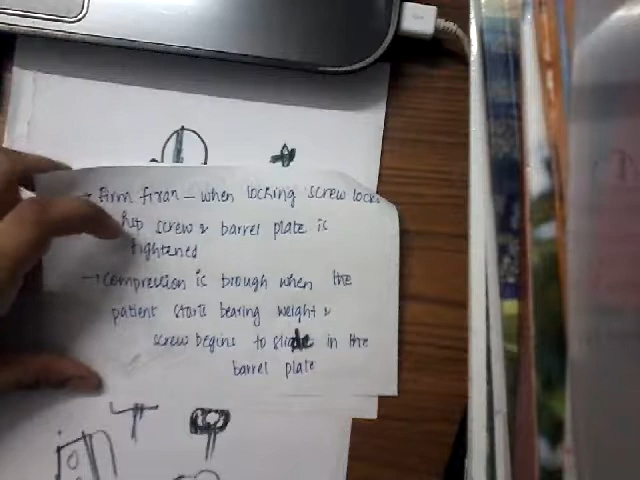 → Firm fixan – when locking screw locks
hip screw & barrel plate is
tightened
→ compression is brough when the
patient starts bearing weight &
screw begins to slide in the
barrel plate